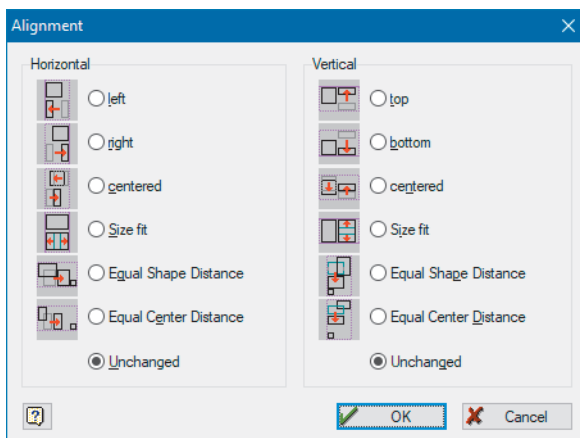 Alignment
Horizontal
left
right
centered
Size fit
Equal Shape Distance
Equal Center Distance
Unchanged
Vertical
top
bottom
centered
Size fit
Equal Shape Distance
Equal Center Distance
Unchanged
?
OK
Cancel